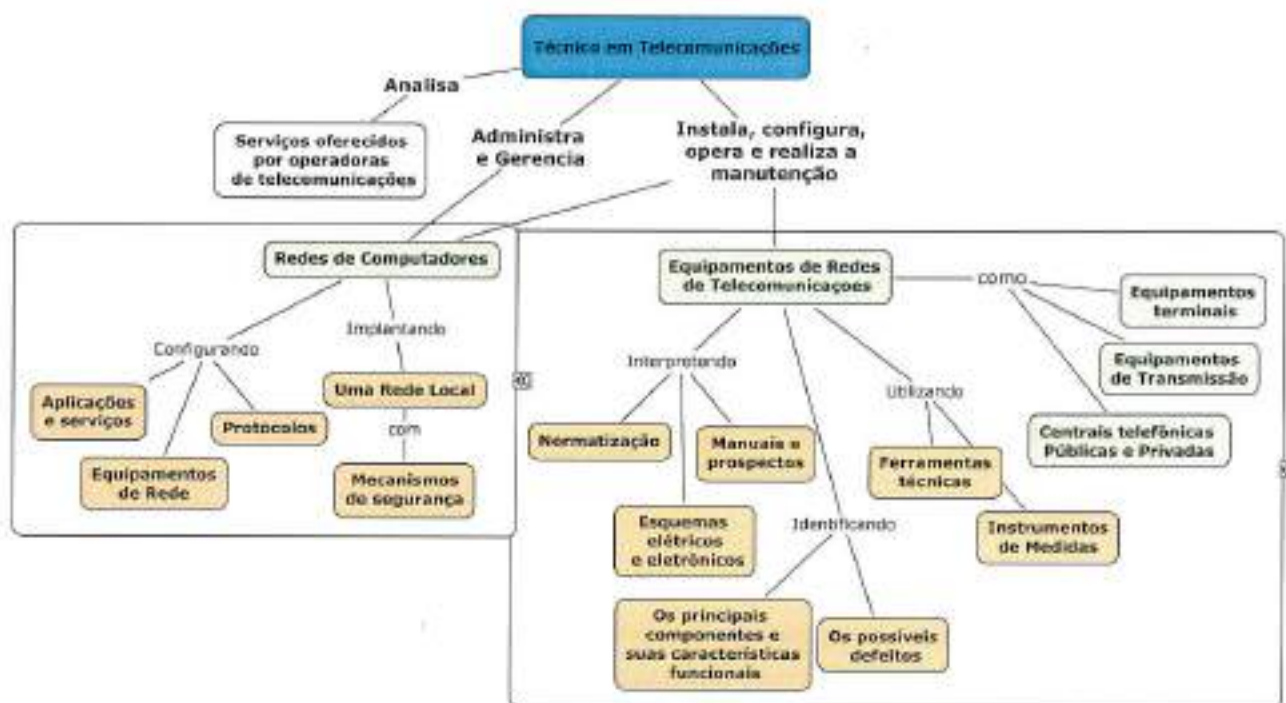 Técnico em Telecomunicações
Analisa
Serviços oferecidos
por operadoras
de telecomunicações
Administra
e Gerencia
Instala, configura,
opera e realiza a
manutenção
Redes de Computadores
Configurando
Aplicações
e serviços
Equipamentos
de Rede
Protocolos
Implantando
Uma Rede Local
com
Mecanismos
de segurança
Equipamentos de Redes
de Telecomunicaçoes
como
Equipamentos
terminais
Equipamentos
de Transmissão
Centrais telefônicas
Públicas e Privadas
Interpretando
Normatização
Manuais e
prospectos
Esquemas
elétricos
e eletrônicos
Utilizando
Ferramentas
técnicas
Instrumentos
de Medidas
Identificando
Os principais
componentes e
suas características
funcionais
Os possíveis
defeitos